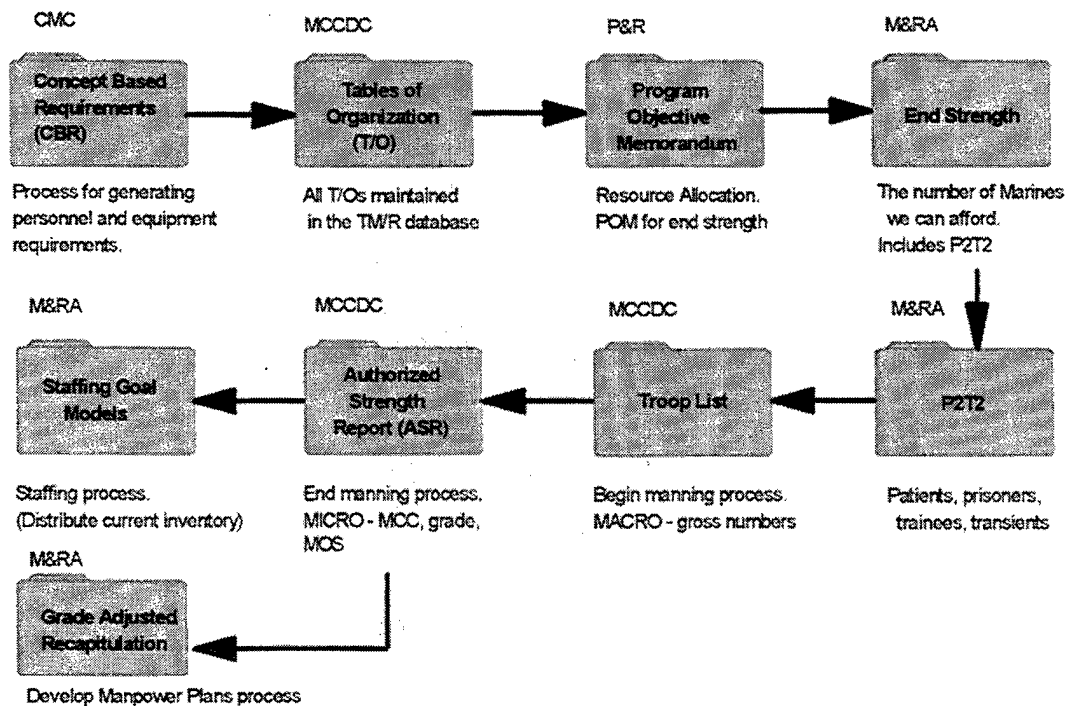 CMC
MCCDC
P&R
M&RA
Concept Based
Requirements
(CBR)
Tables of
Organization
(T/O)
Program
Objective
Memorandum
End Strength
Process for generating
personnel and equipment
requirements.
All T/Os maintained
in the TM/R database
Resource Allocation.
POM for end strength
The number of Marines
we can afford.
Includes P2T2
M&RA
MCCDC
MCCDC
M&RA
Staffing Goal
Models
Authorized
Strength
Report (ASR)
Troop List
P2T2
Staffing process.
(Distribute current inventory)
End manning process.
MICRO - MCC, grade,
MOS
Begin manning process.
MACRO - gross numbers
Patients, prisoners,
trainees, transients
M&RA
Grade Adjusted
Recapitulation
Develop Manpower Plans process